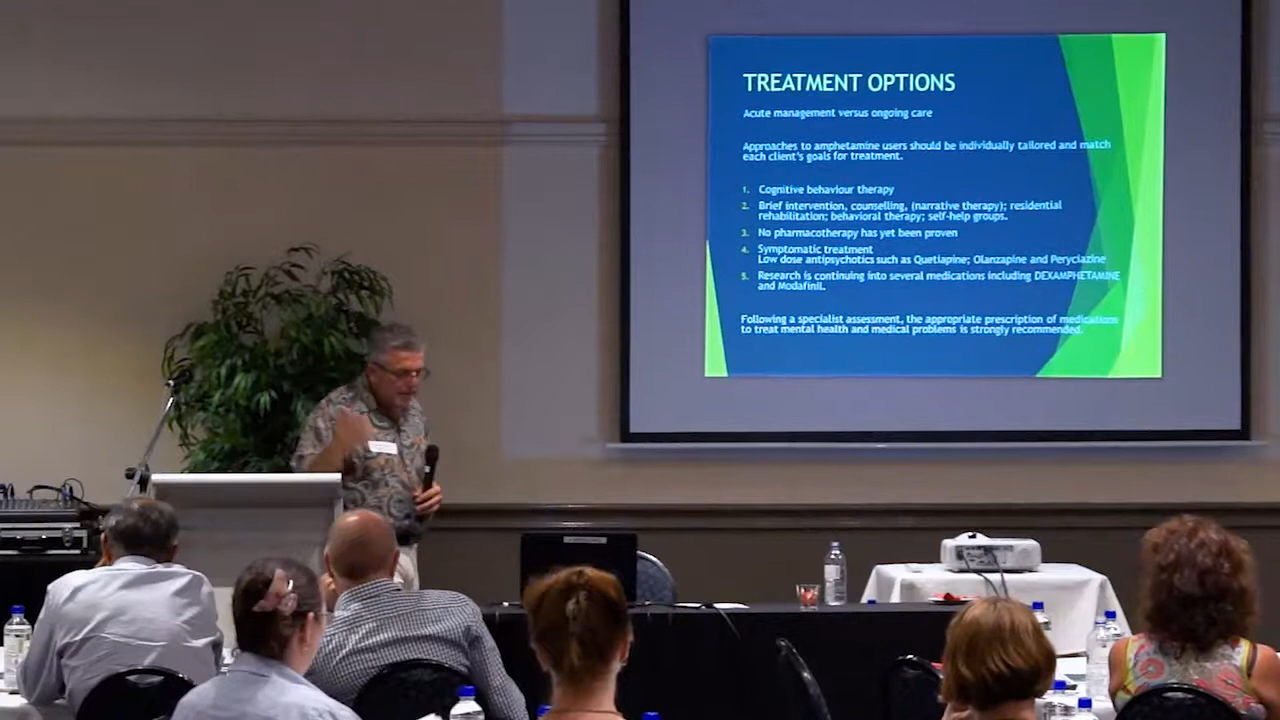 TREATMENT OPTIONS
Acute management versus ongoing care
Approaches to amphetamine users should be individually tailored and match
each client's goals for treatment.
1. Cognitive behaviour therapy
2. Brief intervention, counselling, (narrative therapy); residential
rehabilitation; behavioral therapy; self-help groups.
3. No pharmacotherapy has yet been proven
4. Symptomatic treatment
Low dose antipsychotics such as Quetiapine; Olanzapine and Peryciazine
5. Research is continuing into several medications including DEXAMPHETAMINE
and Modafinil.
Following a specialist assessment, the appropriate prescription of medications
to treat mental health and medical problems is strongly recommended.